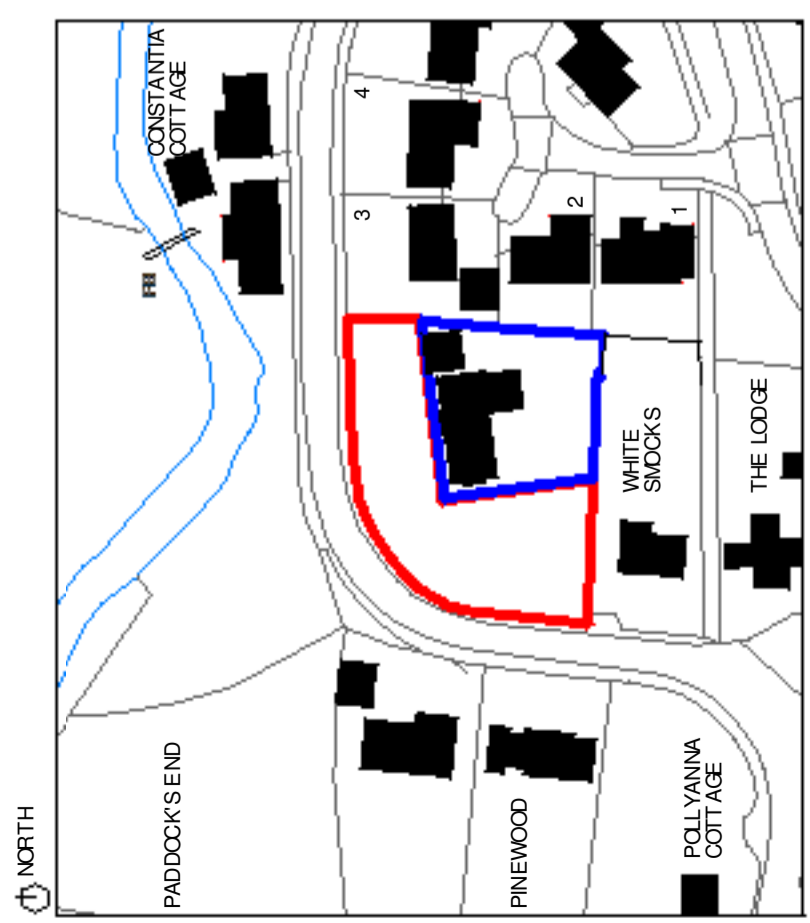 NORTH
CONSTANTIA
COTTAGE
PADDOCK'S END
3
4
PINEWOOD
2
WHITE
SMOCKS
1
POLLYANNA
COTTAGE
THE LODGE